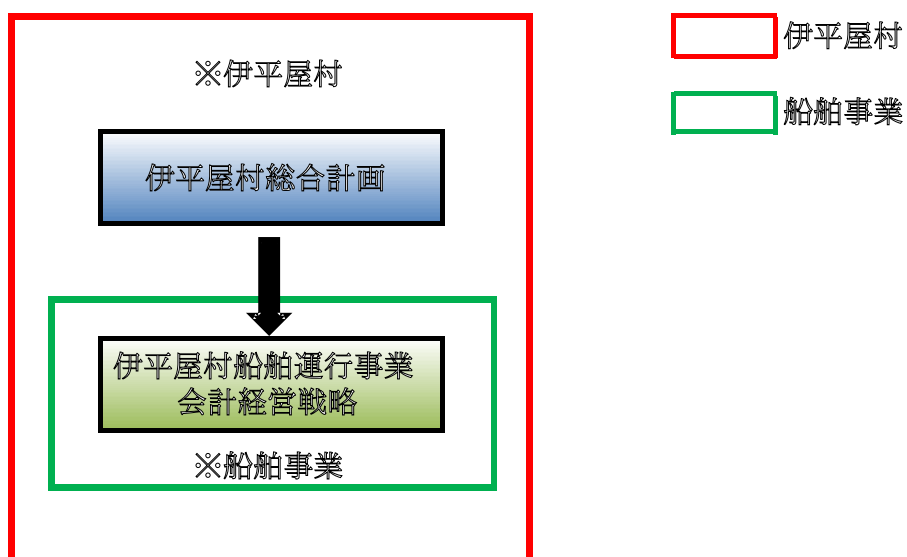 ※伊平屋村
伊平屋村総合計画
伊平屋村船舶運行事業
会計経営戦略
※船舶事業
伊平屋村
船舶事業